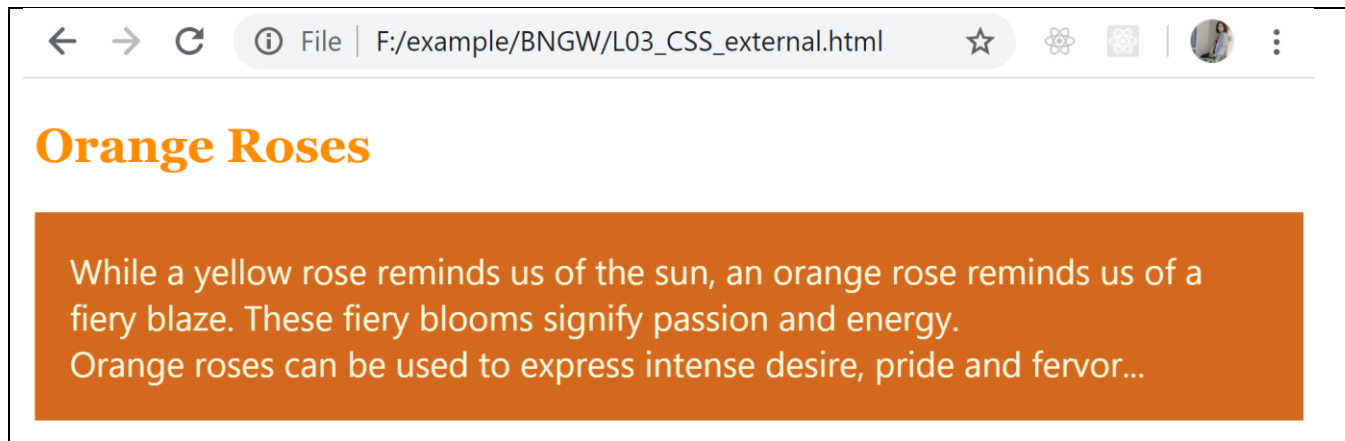 File | F:/example/BNGW/L03_CSS_external.html
Orange Roses
While a yellow rose reminds us of the sun, an orange rose reminds us of a
fiery blaze. These fiery blooms signify passion and energy.
Orange roses can be used to express intense desire, pride and fervor...